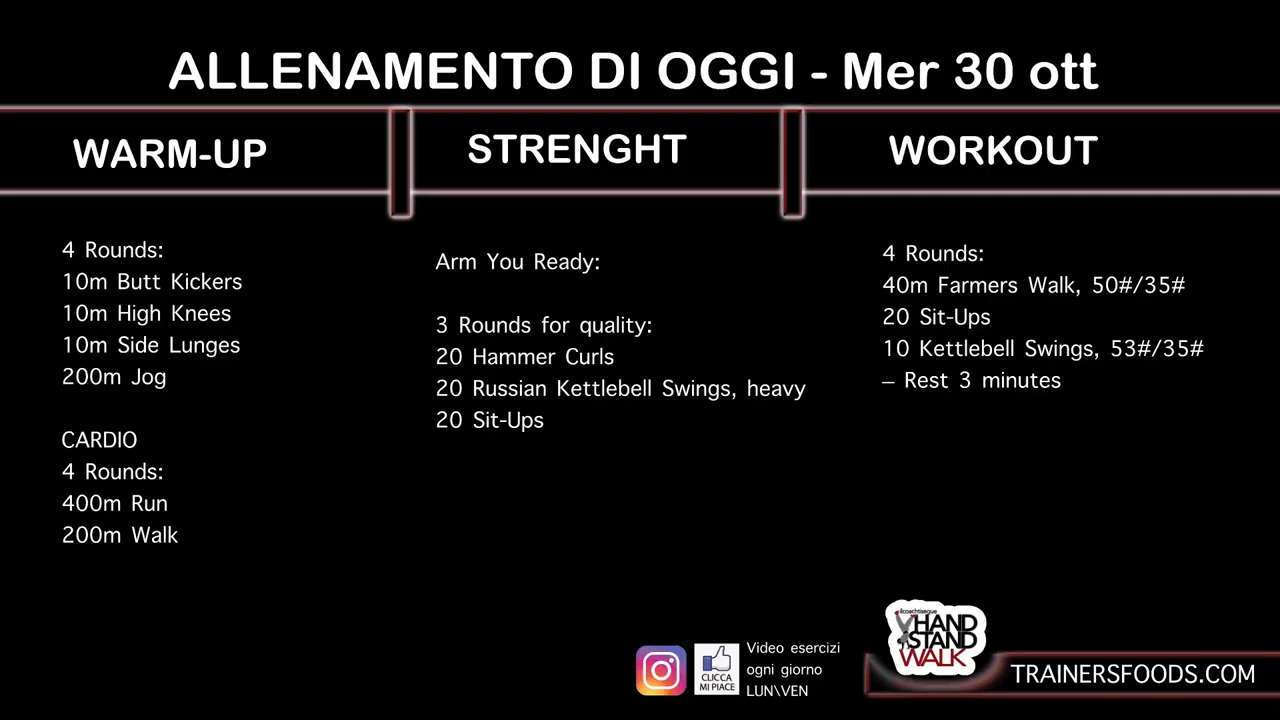 ALLENAMENTO DI OGGI - Mer 30 ott
WARM-UP
4 Rounds:
10m Butt Kickers
10m High Knees
10m Side Lunges
200m Jog
CARDIO
4 Rounds:
400m Run
200m Walk
STRENGHT
Arm You Ready:
3 Rounds for quality:
20 Hammer Curls
20 Russian Kettlebell Swings, heavy
20 Sit-Ups
WORKOUT
4 Rounds:
40m Farmers Walk, 50#/35#
20 Sit-Ups
10 Kettlebell Swings, 53#/35#
– Rest 3 minutes
CLICCA
MI PIACE
Video esercizi
ogni giorno
LUN\VEN
ilcoachtisegue
HAND
STAND
WALK
TRAINERSFOODS.COM